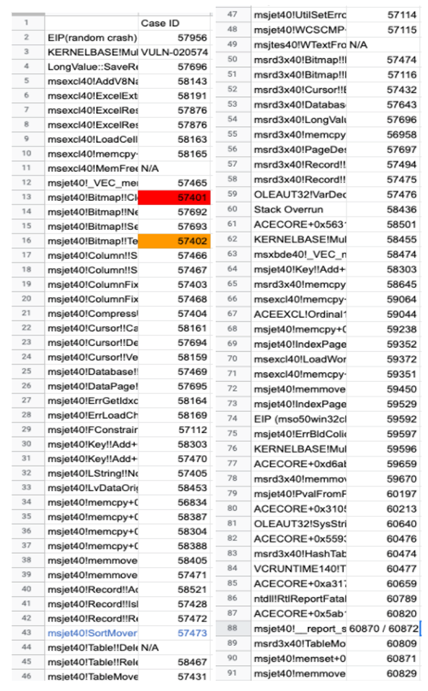 1 Case ID
2 EIP(random crash) 57956
3 KERNELBASE!Mul VULN-020574
4 LongValue::SaveRe 57696
5 msexcl40!AddV8Na 58143
6 msexcl40!ExcelExt 58191
7 msexcl40!ExcelRes 57876
8 msexcl40!ExcelRes 57876
9 msexcl40!LoadCell 58163
10 msexcl40!memcpy- 58165
11 msexcl40!MemFree N/A
12 msjet40!_VEC_me 57465
13 msjet40!Bitmap!!Cl 57401
14 msjet40!Bitmap!!Ne 57692
15 msjet40!Bitmap!!Se 57693
16 msjet40!Bitmap!!Te 57402
17 msjet40!Column!!S 57466
18 msjet40!Column!!S 57467
19 msjet40!ColumnFix 57403
20 msjet40!ColumnFix 57468
21 msjet40!Compress 57404
22 msjet40!Cursor!!Ca 58161
23 msjet40!Cursor!!De 57694
24 msjet40!Cursor!!Ve 58159
25 msjet40!Database! 57469
26 msjet40!DataPage! 57695
27 msjet40!ErrGetIdxc 58164
28 msjet40!ErrLoadCh 58169
29 msjet40!FConstrain 57112
30 msjet40!Key!!Add+ 58303
31 msjet40!Key!!Add+ 57470
32 msjet40!LString!!Nc 57405
33 msjet40!LvDataOri 58453
34 msjet40!memcpy+0 56834
35 msjet40!memcpy+0 58387
36 msjet40!memcpy+0 58304
37 msjet40!memcpy+0 58388
38 msjet40!memmove 58405
39 msjet40!memmove 57471
40 msjet40!Record!!Ac 58521
41 msjet40!Record!!Isl 57428
42 msjet40!Record!!Re 57472
43 msjet40!SortMover 57473
44 msjet40!Table!!Dele N/A
45 msjet40!Table!!Rele 58467
46 msjet40!TableMove 57431
47 msjet40!UtilSetErrc 57114
48 msjet40!WCSCMP- 57115
49 msjtes40!WTextFro N/A
50 msrd3x40!Bitmap!!I 57474
51 msrd3x40!Bitmap!!I 57116
52 msrd3x40!Cursor!!E 57432
53 msrd3x40!Databas 57643
54 msrd3x40!LongValu 57696
55 msrd3x40!memcpy 56958
56 msrd3x40!PageDes 57697
57 msrd3x40!Record!! 57494
58 msrd3x40!Record!! 57475
59 OLEAUT32!VarDec 57476
60 Stack Overrun 58436
61 ACECORE+0x563 58501
62 KERNELBASE!Mul 58455
63 msxbde40!_VEC_n 58474
64 msjet40!Key!!Add+ 58303
65 msrd3x40!memcpy 58645
66 msexcl40!memcpy- 59064
67 ACEEXCL!Ordinal1 59044
68 msjet40!memcpy+0 59238
69 msjet40!IndexPage 59352
70 msexcl40!LoadWor 59372
71 msexcl40!memcpy- 59351
72 msjet40!memmove 59450
73 msjet40!IndexPage 59529
74 EIP (mso50win32cl 59592
75 msjet40!ErrBldColic 59597
76 KERNELBASE!Mul 59596
77 ACECORE+0xd6al 59659
78 msrd3x40!memmov 59670
79 msjet40!PvalFromF 60197
80 ACECORE+0x3105 60213
81 OLEAUT32!SysStri 60640
82 ACECORE+0x5593 60476
83 msrd3x40!HashTab 60474
84 VCRUNTIME140!T 60477
85 ACECORE+0xa317 60659
86 ntdll!RtlReportFatal 60789
87 ACECORE+0x5ab 60820
88 msjet40!__report_s 60870 / 60872
89 msrd3x40!TableMo 60809
90 msjet40!memset+0 60871
91 msjet40!memmove 60829